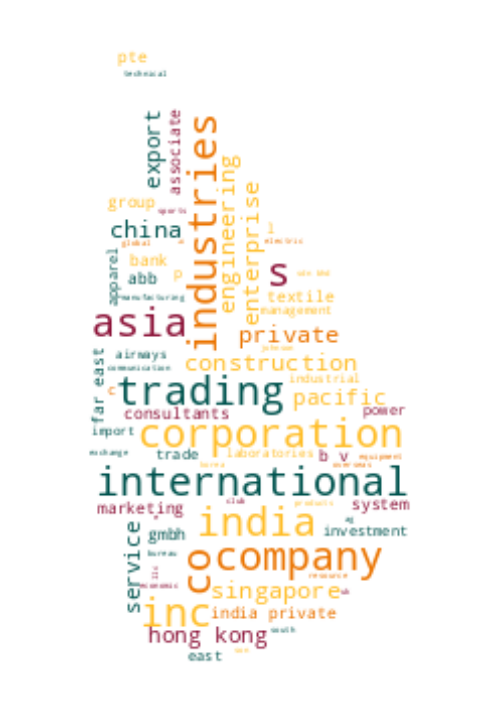 pte
technical
export
associate
industries
engineering
enterprise
group
sports
china
l
global
electric
bank
apparel
abb
p
s
manufacturing
textile
management
asia
private
far east
airways
construction
communication
industrial
c
trading
pacific
consultants
power
import
corporation
exchange
trade
laboratories
b v
equipment
overseas
korea
international
club
products
marketing
system
india
service
gmbh
investment
bureau
co
company
llc
economic
resource
singapore
inc
india private
hong kong
south
east